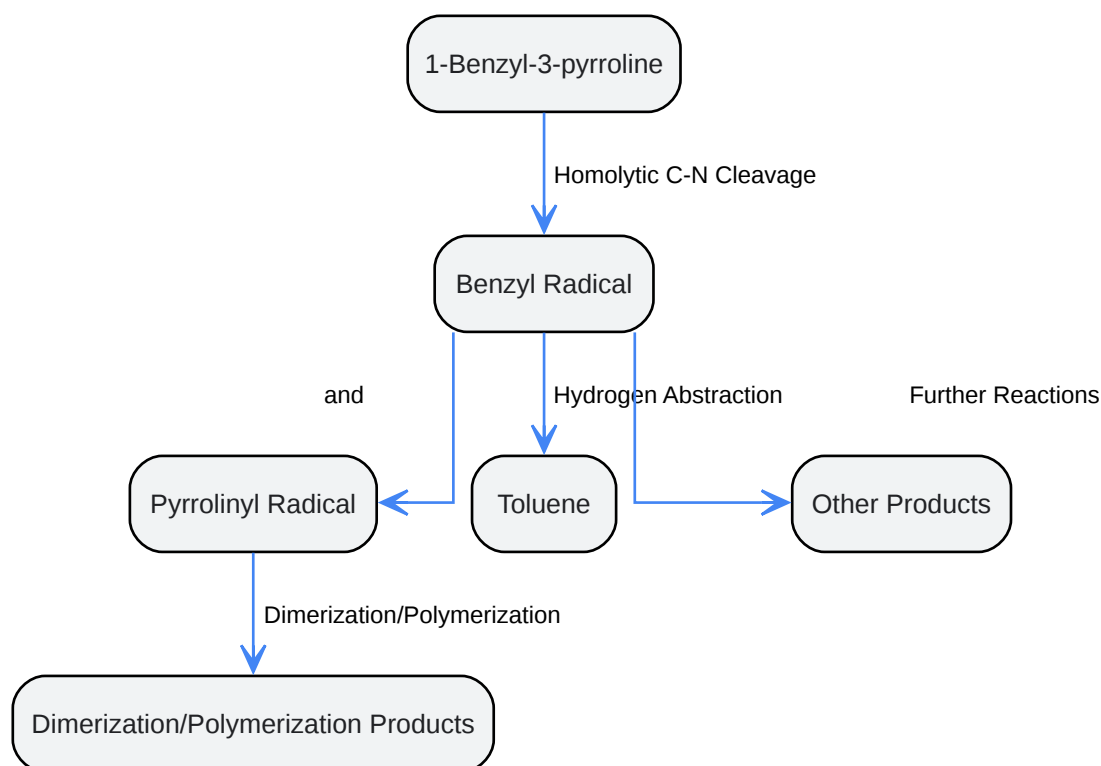 1-Benzyl-3-pyrroline
Homolytic C-N Cleavage
Benzyl Radical
and
Hydrogen Abstraction
Further Reactions
Pyrrolinyl Radical
Toluene
Other Products
Dimerization/Polymerization
Dimerization/Polymerization Products